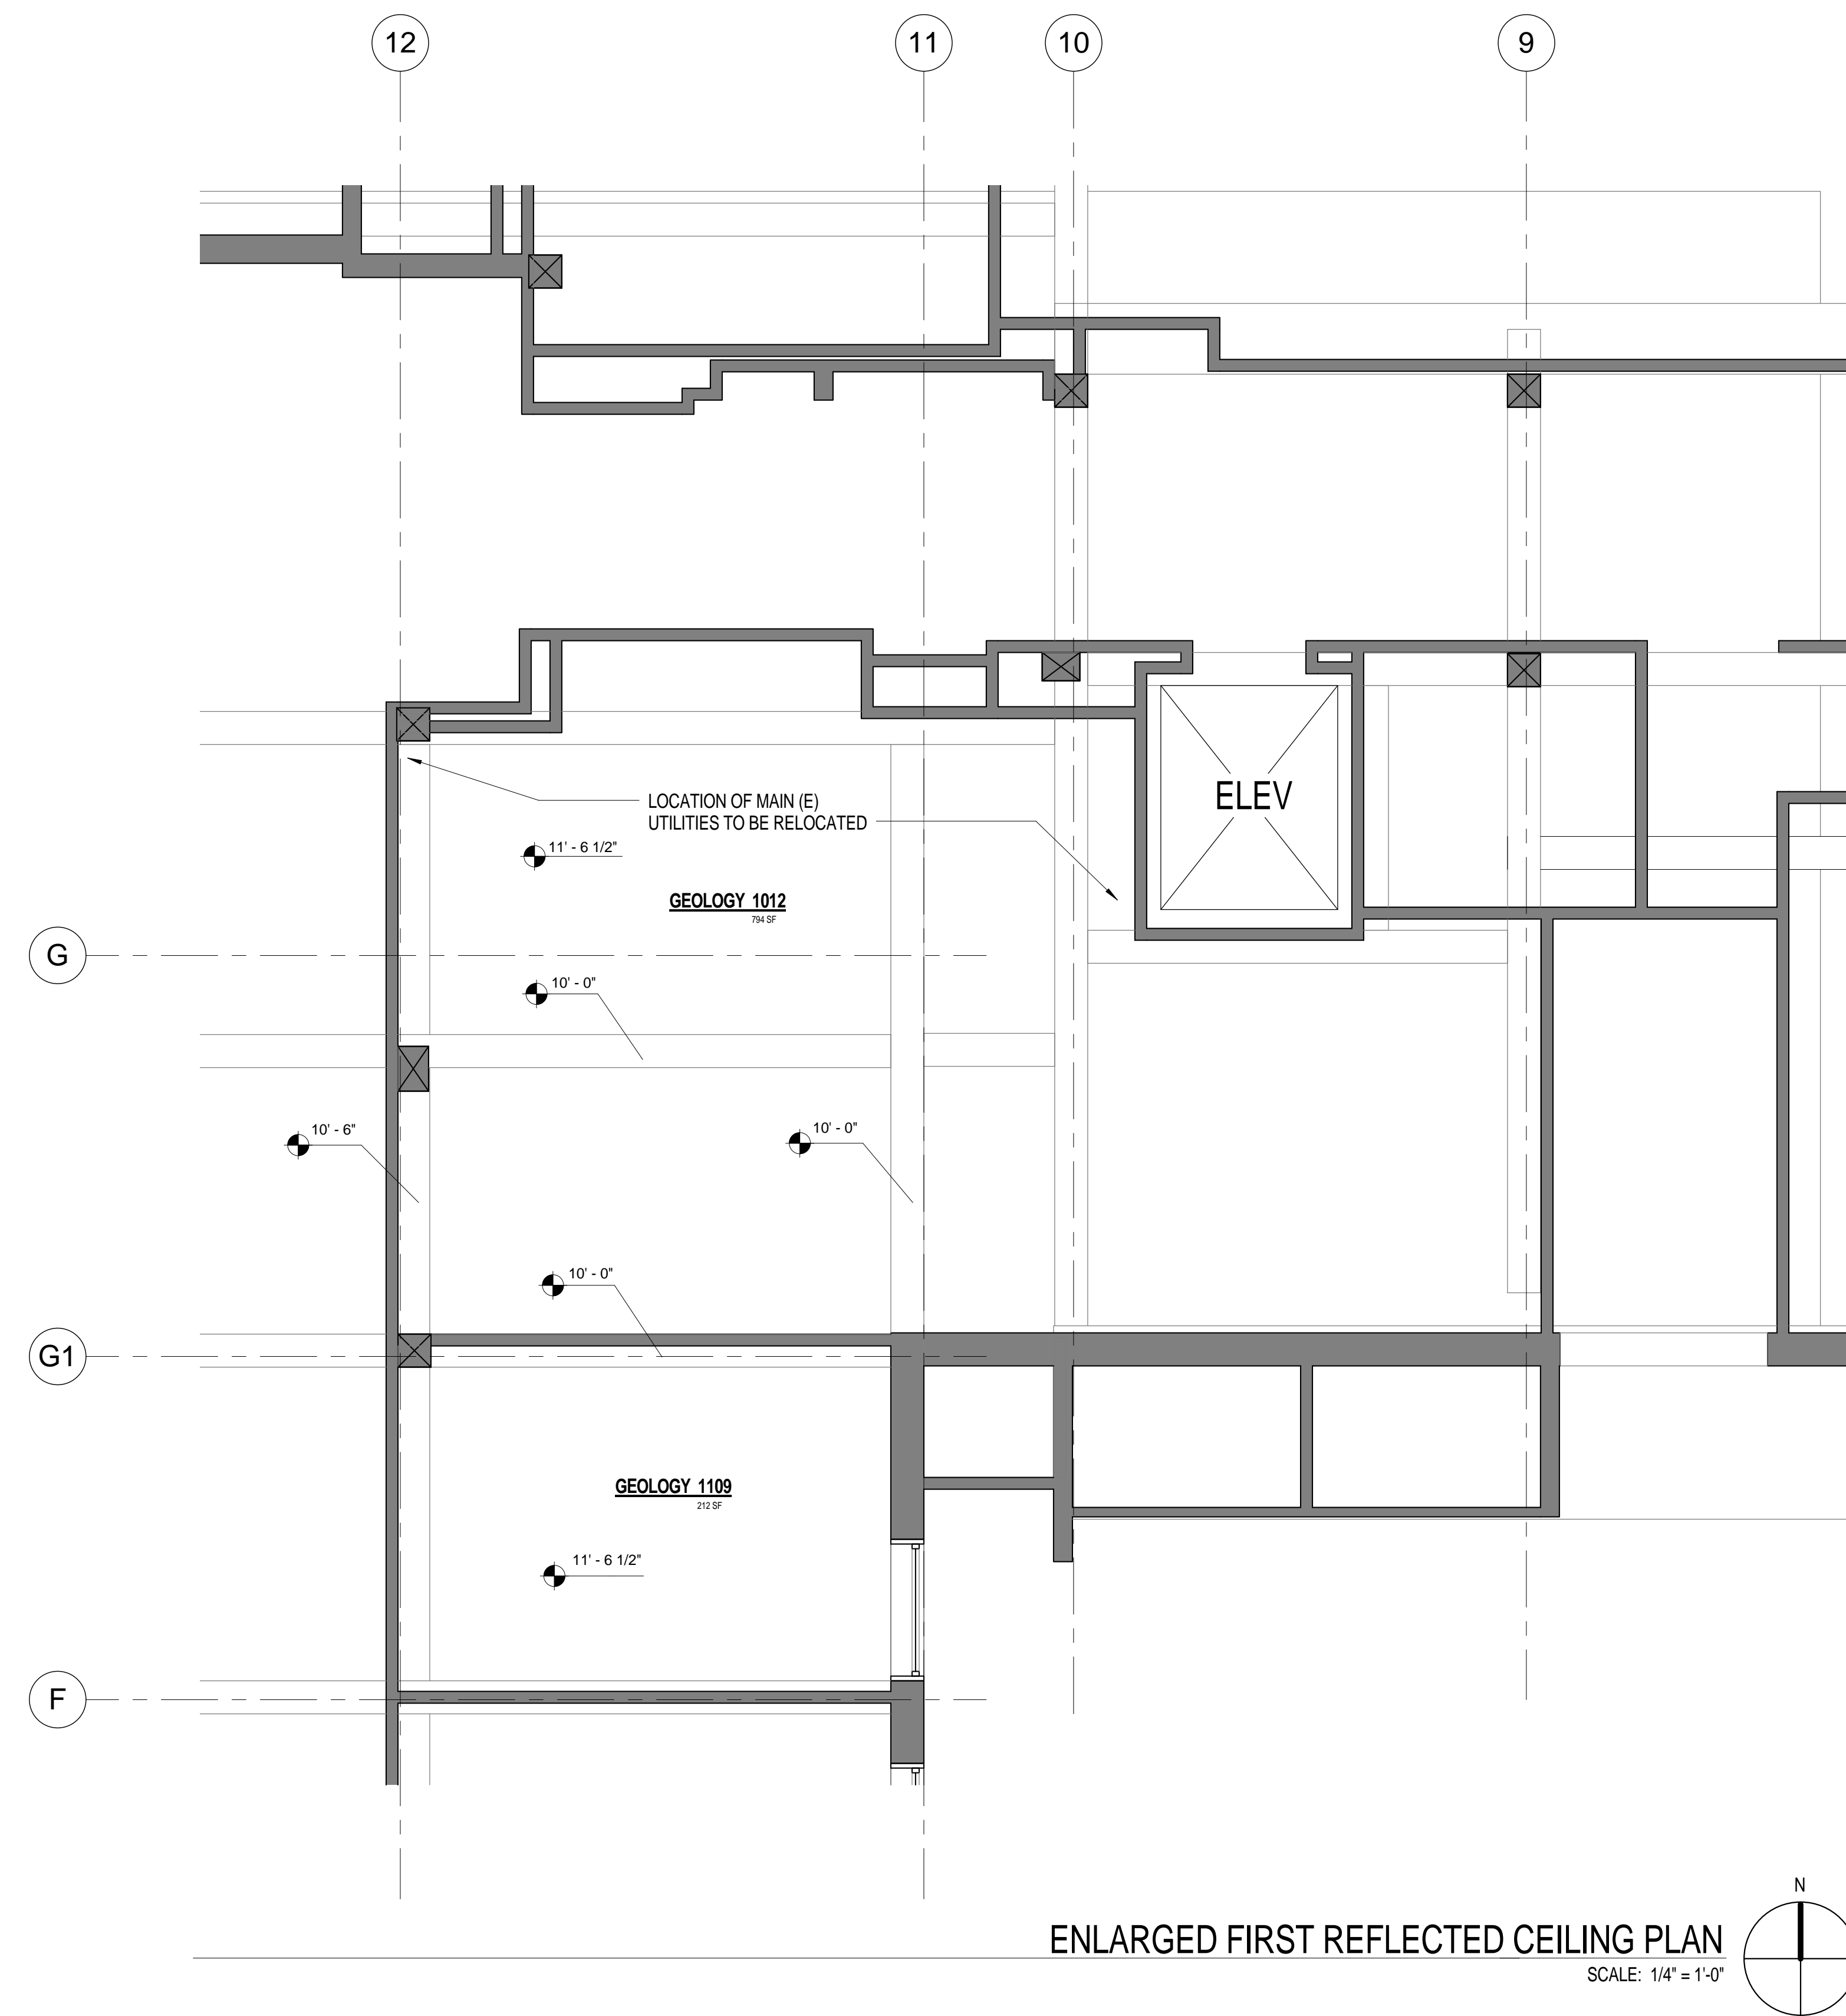 12
11
10
9
LOCATION OF MAIN (E)
UTILITIES TO BE RELOCATED
ELEV
11' - 6 1/2"
GEOLOGY 1012
794 SF
G
10' - 0"
10' - 6"
10' - 0"
10' - 0"
G1
GEOLOGY 1109
212 SF
11' - 6 1/2"
F
N
ENLARGED FIRST REFLECTED CEILING PLAN
SCALE: 1/4" = 1'-0"